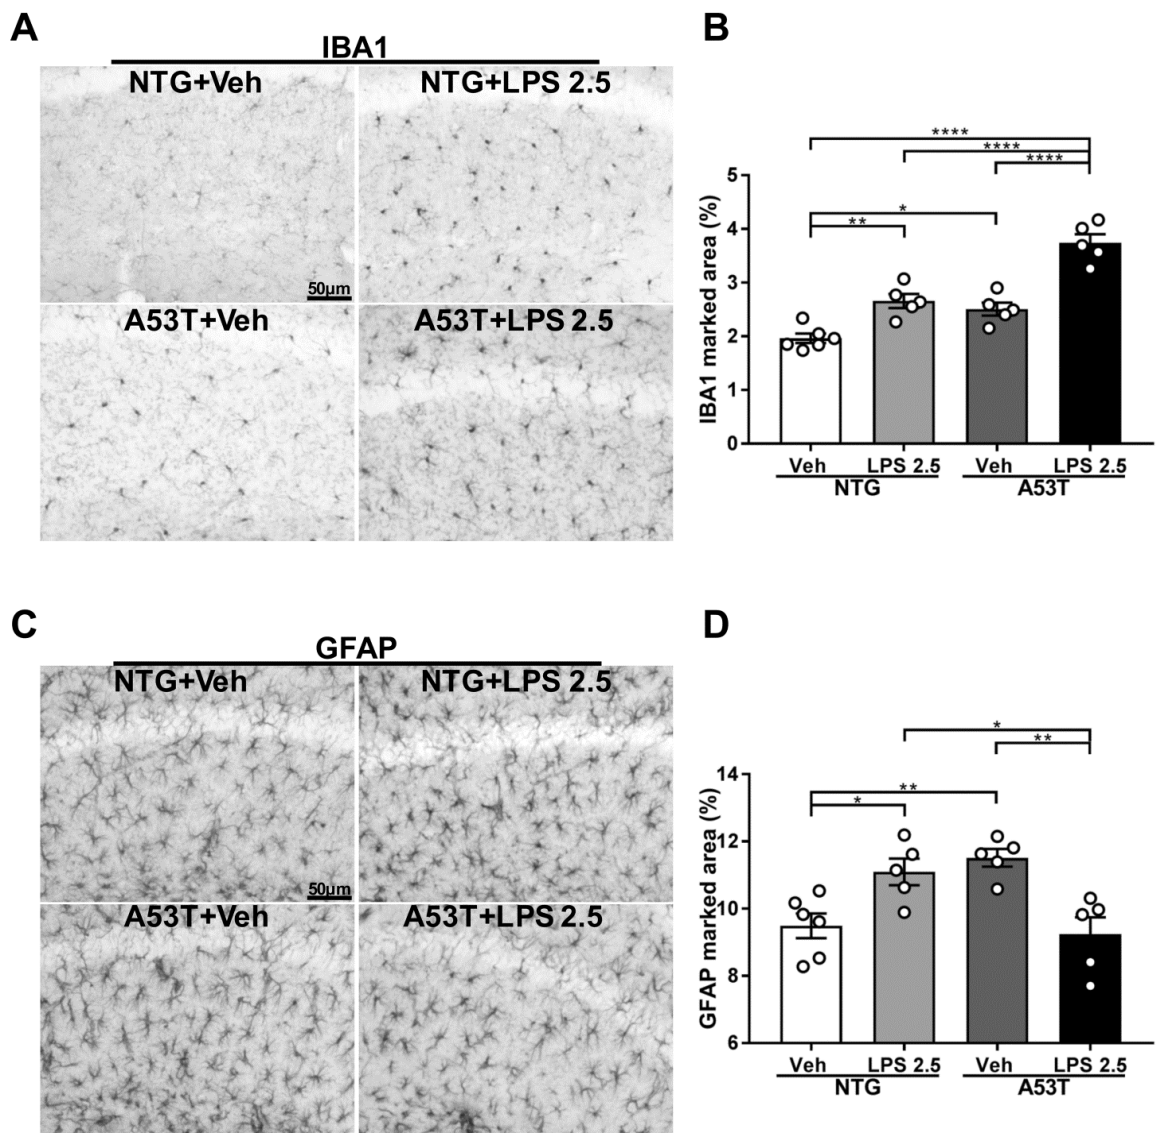 A
IBA1
NTG+Veh
NTG+LPS 2.5
50µm
A53T+Veh
A53T+LPS 2.5
B
****
****
****
*
**
IBA1 marked area (%)
5
4
3
2
1
0
Veh
LPS 2.5
Veh
LPS 2.5
NTG
A53T
C
GFAP
NTG+Veh
NTG+LPS 2.5
50µm
A53T+Veh
A53T+LPS 2.5
D
*
**
**
*
GFAP marked area (%)
14
12
10
8
6
Veh
LPS 2.5
Veh
LPS 2.5
NTG
A53T